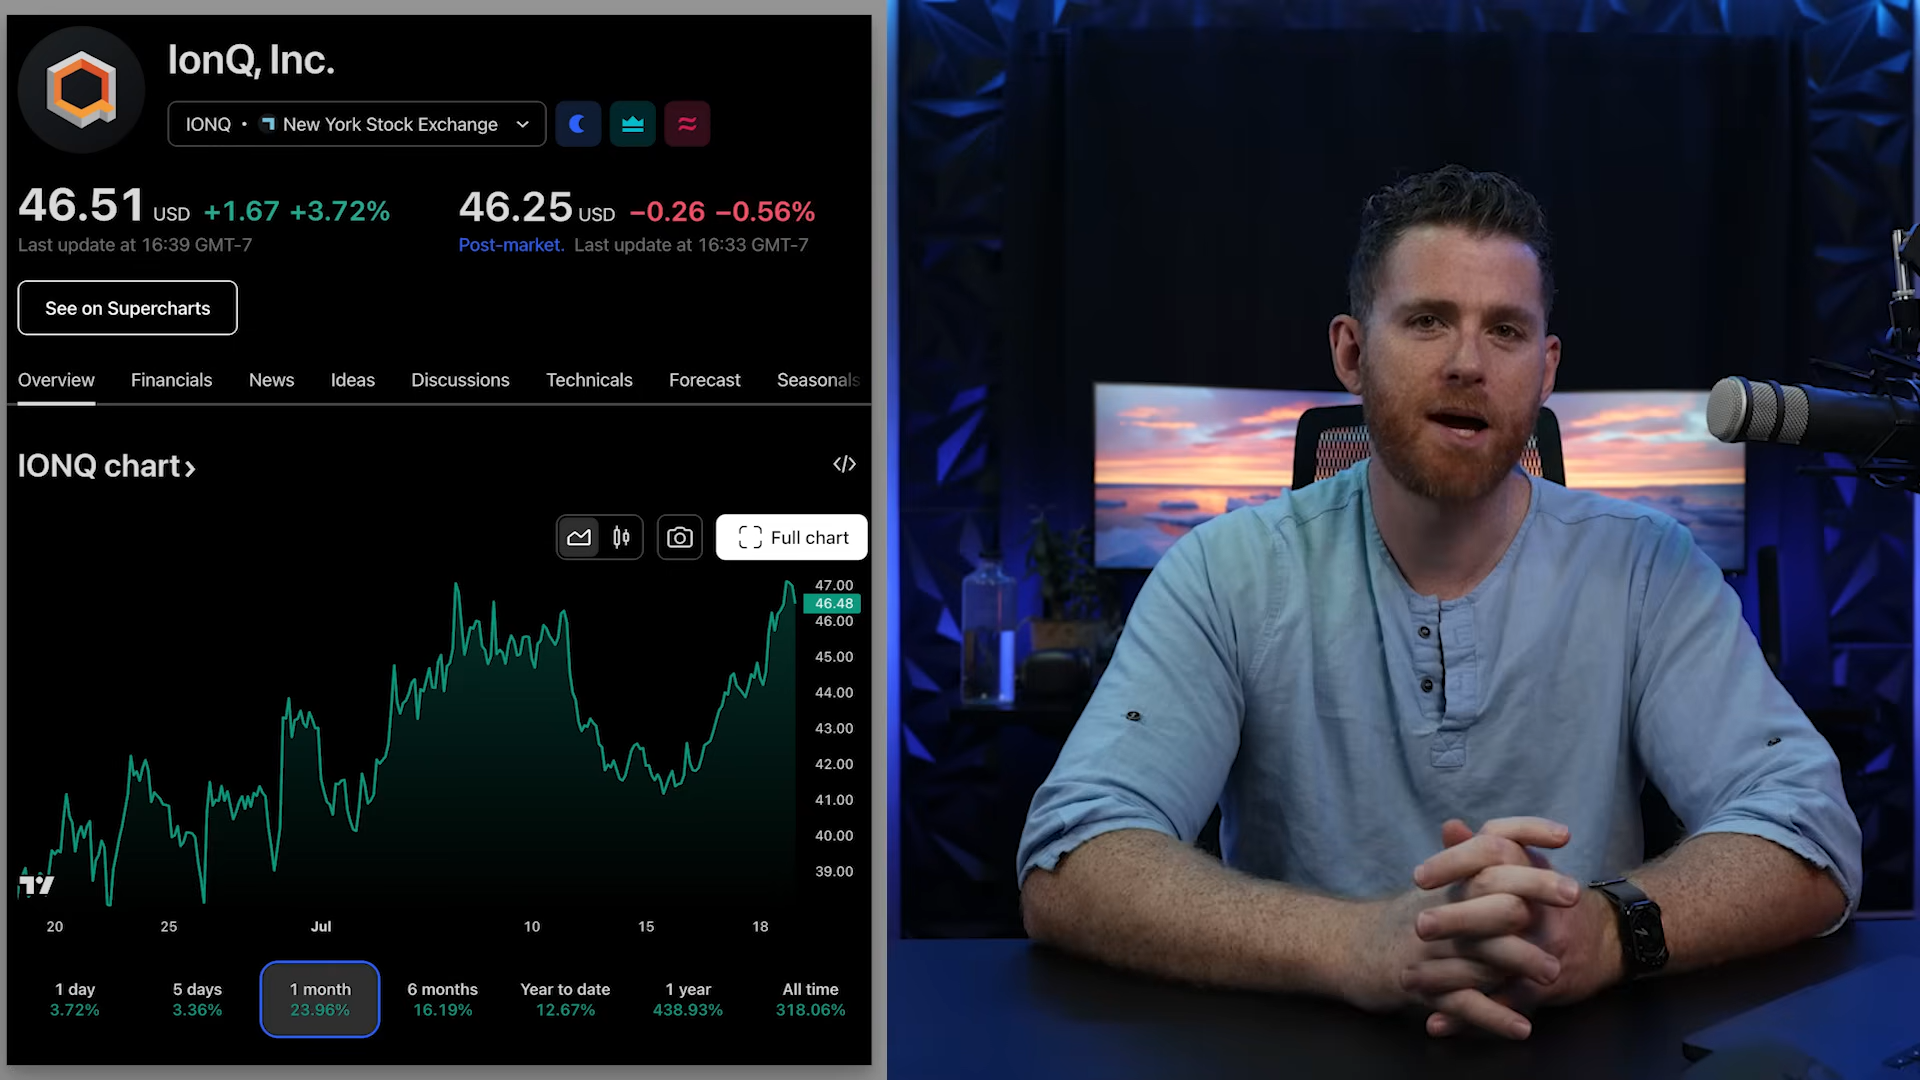 IonQ, Inc.
IONQ • New York Stock Exchange
46.51 USD +1.67 +3.72%
Last update at 16:39 GMT-7
46.25 USD −0.26 −0.56%
Post-market. Last update at 16:33 GMT-7
See on Supercharts
Overview Financials News Ideas Discussions Technicals Forecast Seasonals
IONQ chart ›
</>
Full chart
47.00
46.48
46.00
45.00
44.00
43.00
42.00
41.00
40.00
39.00
20 25 Jul 10 15 18
1 day 5 days 1 month 6 months Year to date 1 year All time
3.72% 3.36% 23.96% 16.19% 12.67% 438.93% 318.06%